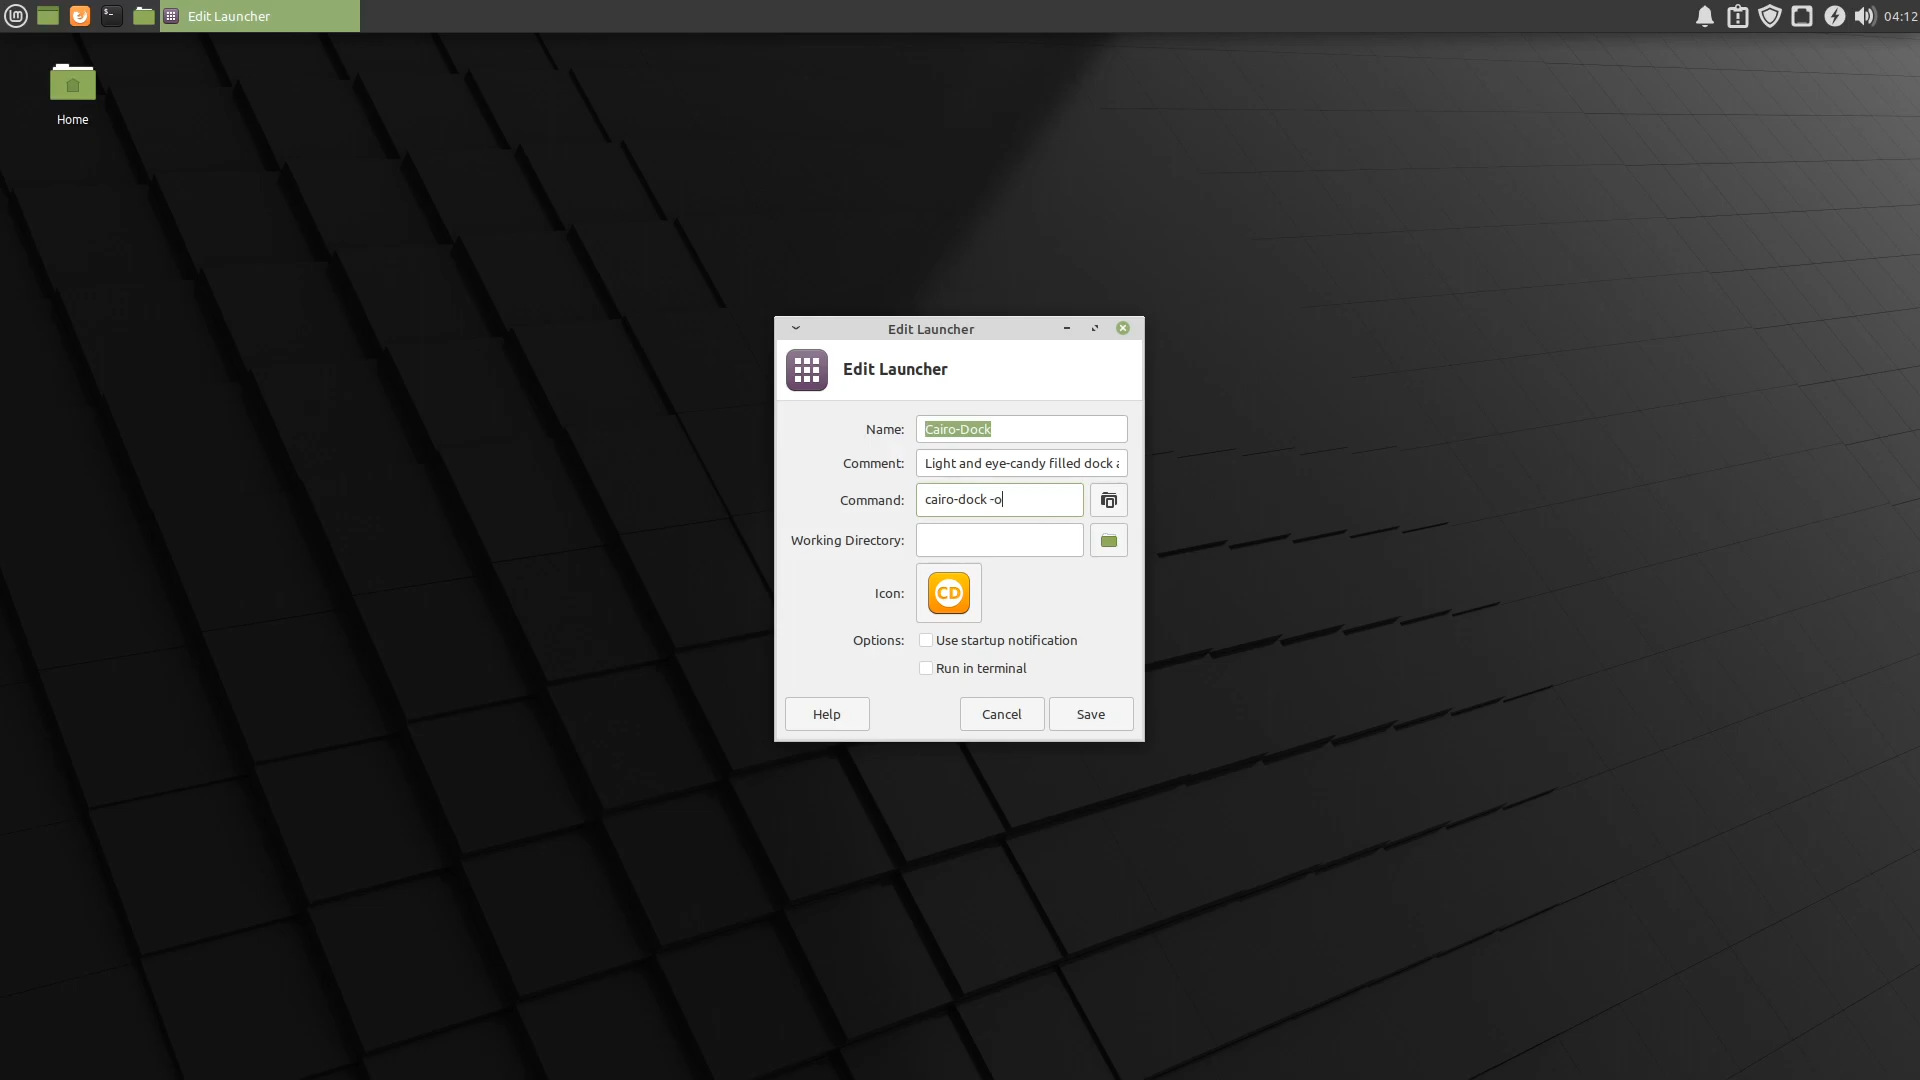 Edit Launcher
04:12
Home
Edit Launcher
Edit Launcher
Name: Cairo-Dock
Comment: Light and eye-candy filled dock a
Command: cairo-dock -o
Working Directory:
Icon: CD
Options: Use startup notification
Run in terminal
Help Cancel Save